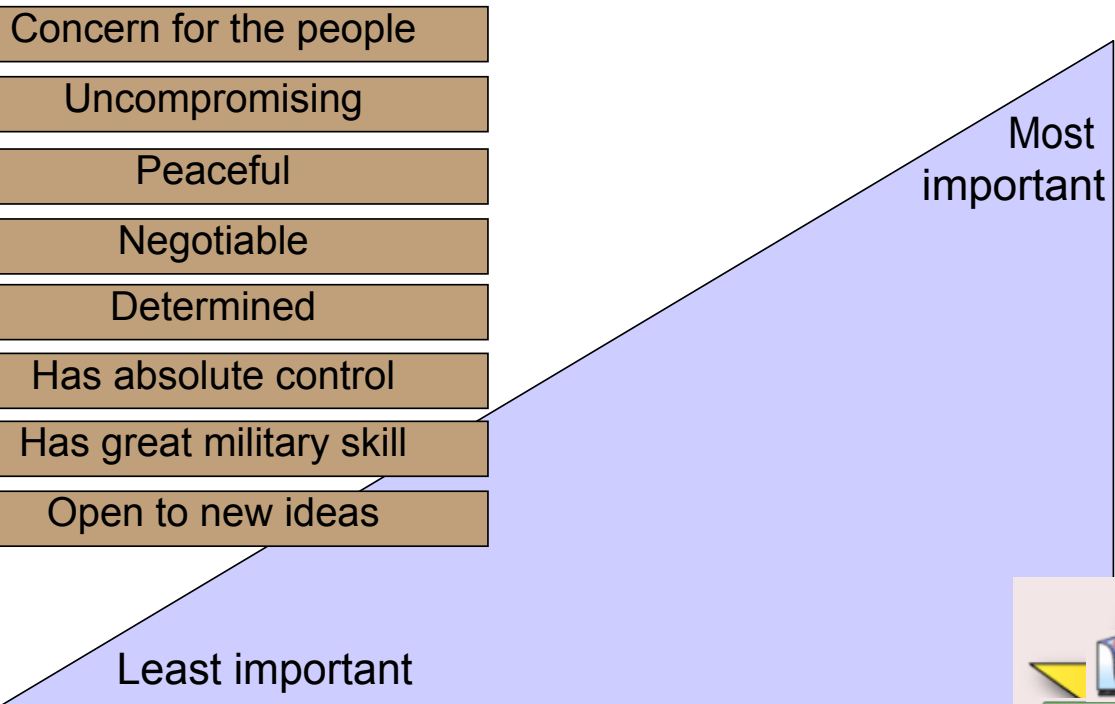 Concern for the people
Uncompromising
Peaceful
Negotiable
Determined
Has absolute control
Has great military skill
Open to new ideas
Most
important
Least important